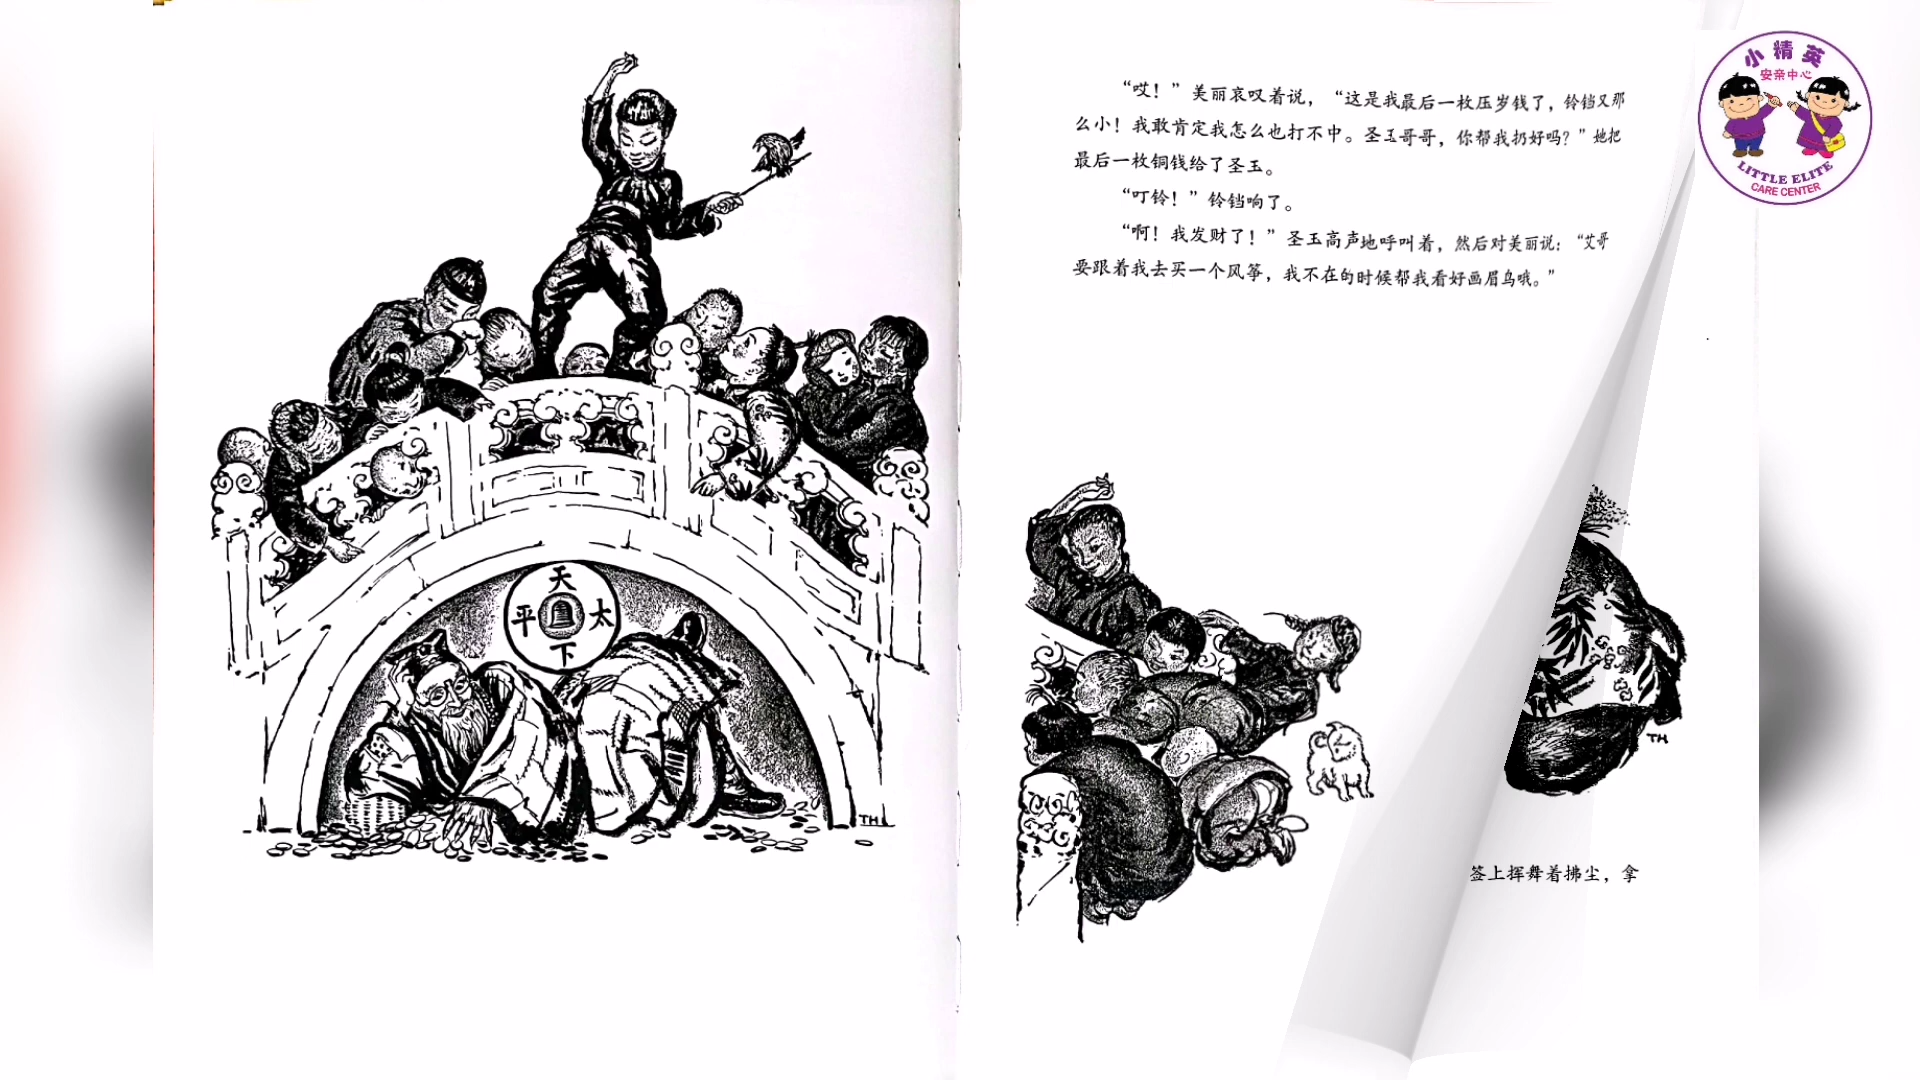 天
平 太
下
TH
“哎！”美丽哀叹着说，“这是我最后一枚压岁钱了，铃铛又那
么小！我敢肯定我怎么也打不中。圣玉哥哥，你帮我扔好吗？”她把
最后一枚铜钱给了圣玉。
“叮铃！”铃铛响了。
“啊！我发财了！”圣玉高声地呼叫着，然后对美丽说：“艾哥
要跟着我去买一个风筝，我不在的时候帮我看好画眉鸟哦。”
TH
签上挥舞着拂尘，拿
小精英
安亲中心
LITTLE ELITE
CARE CENTER